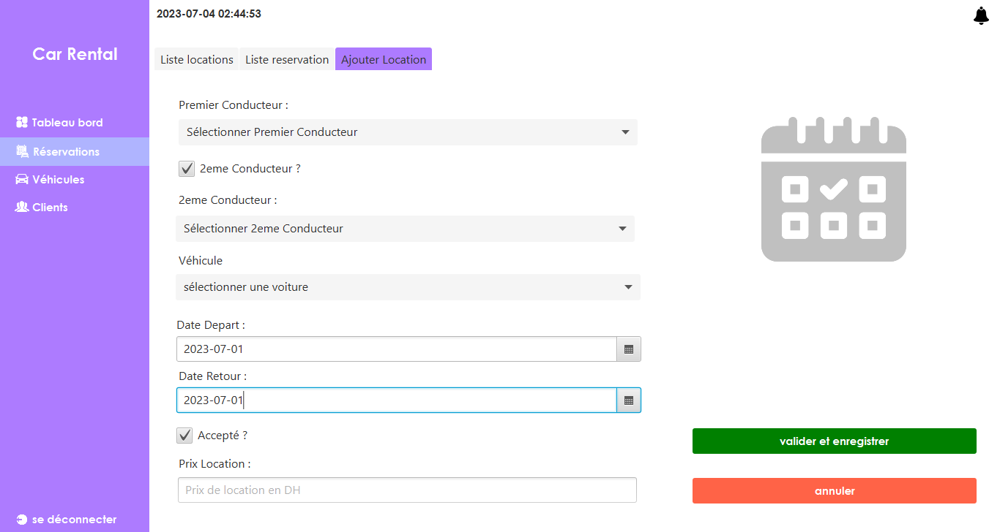 2023-07-04 02:44:53
Car Rental
Tableau bord
Réservations
Véhicules
Clients
se déconnecter
Liste locations
Liste reservation
Ajouter Location
Premier Conducteur :
Sélectionner Premier Conducteur
2eme Conducteur ?
2eme Conducteur :
Sélectionner 2eme Conducteur
Véhicule
sélectionner une voiture
Date Depart :
2023-07-01
Date Retour :
2023-07-01
Accepté ?
Prix Location :
Prix de location en DH
valider et enregistrer
annuler